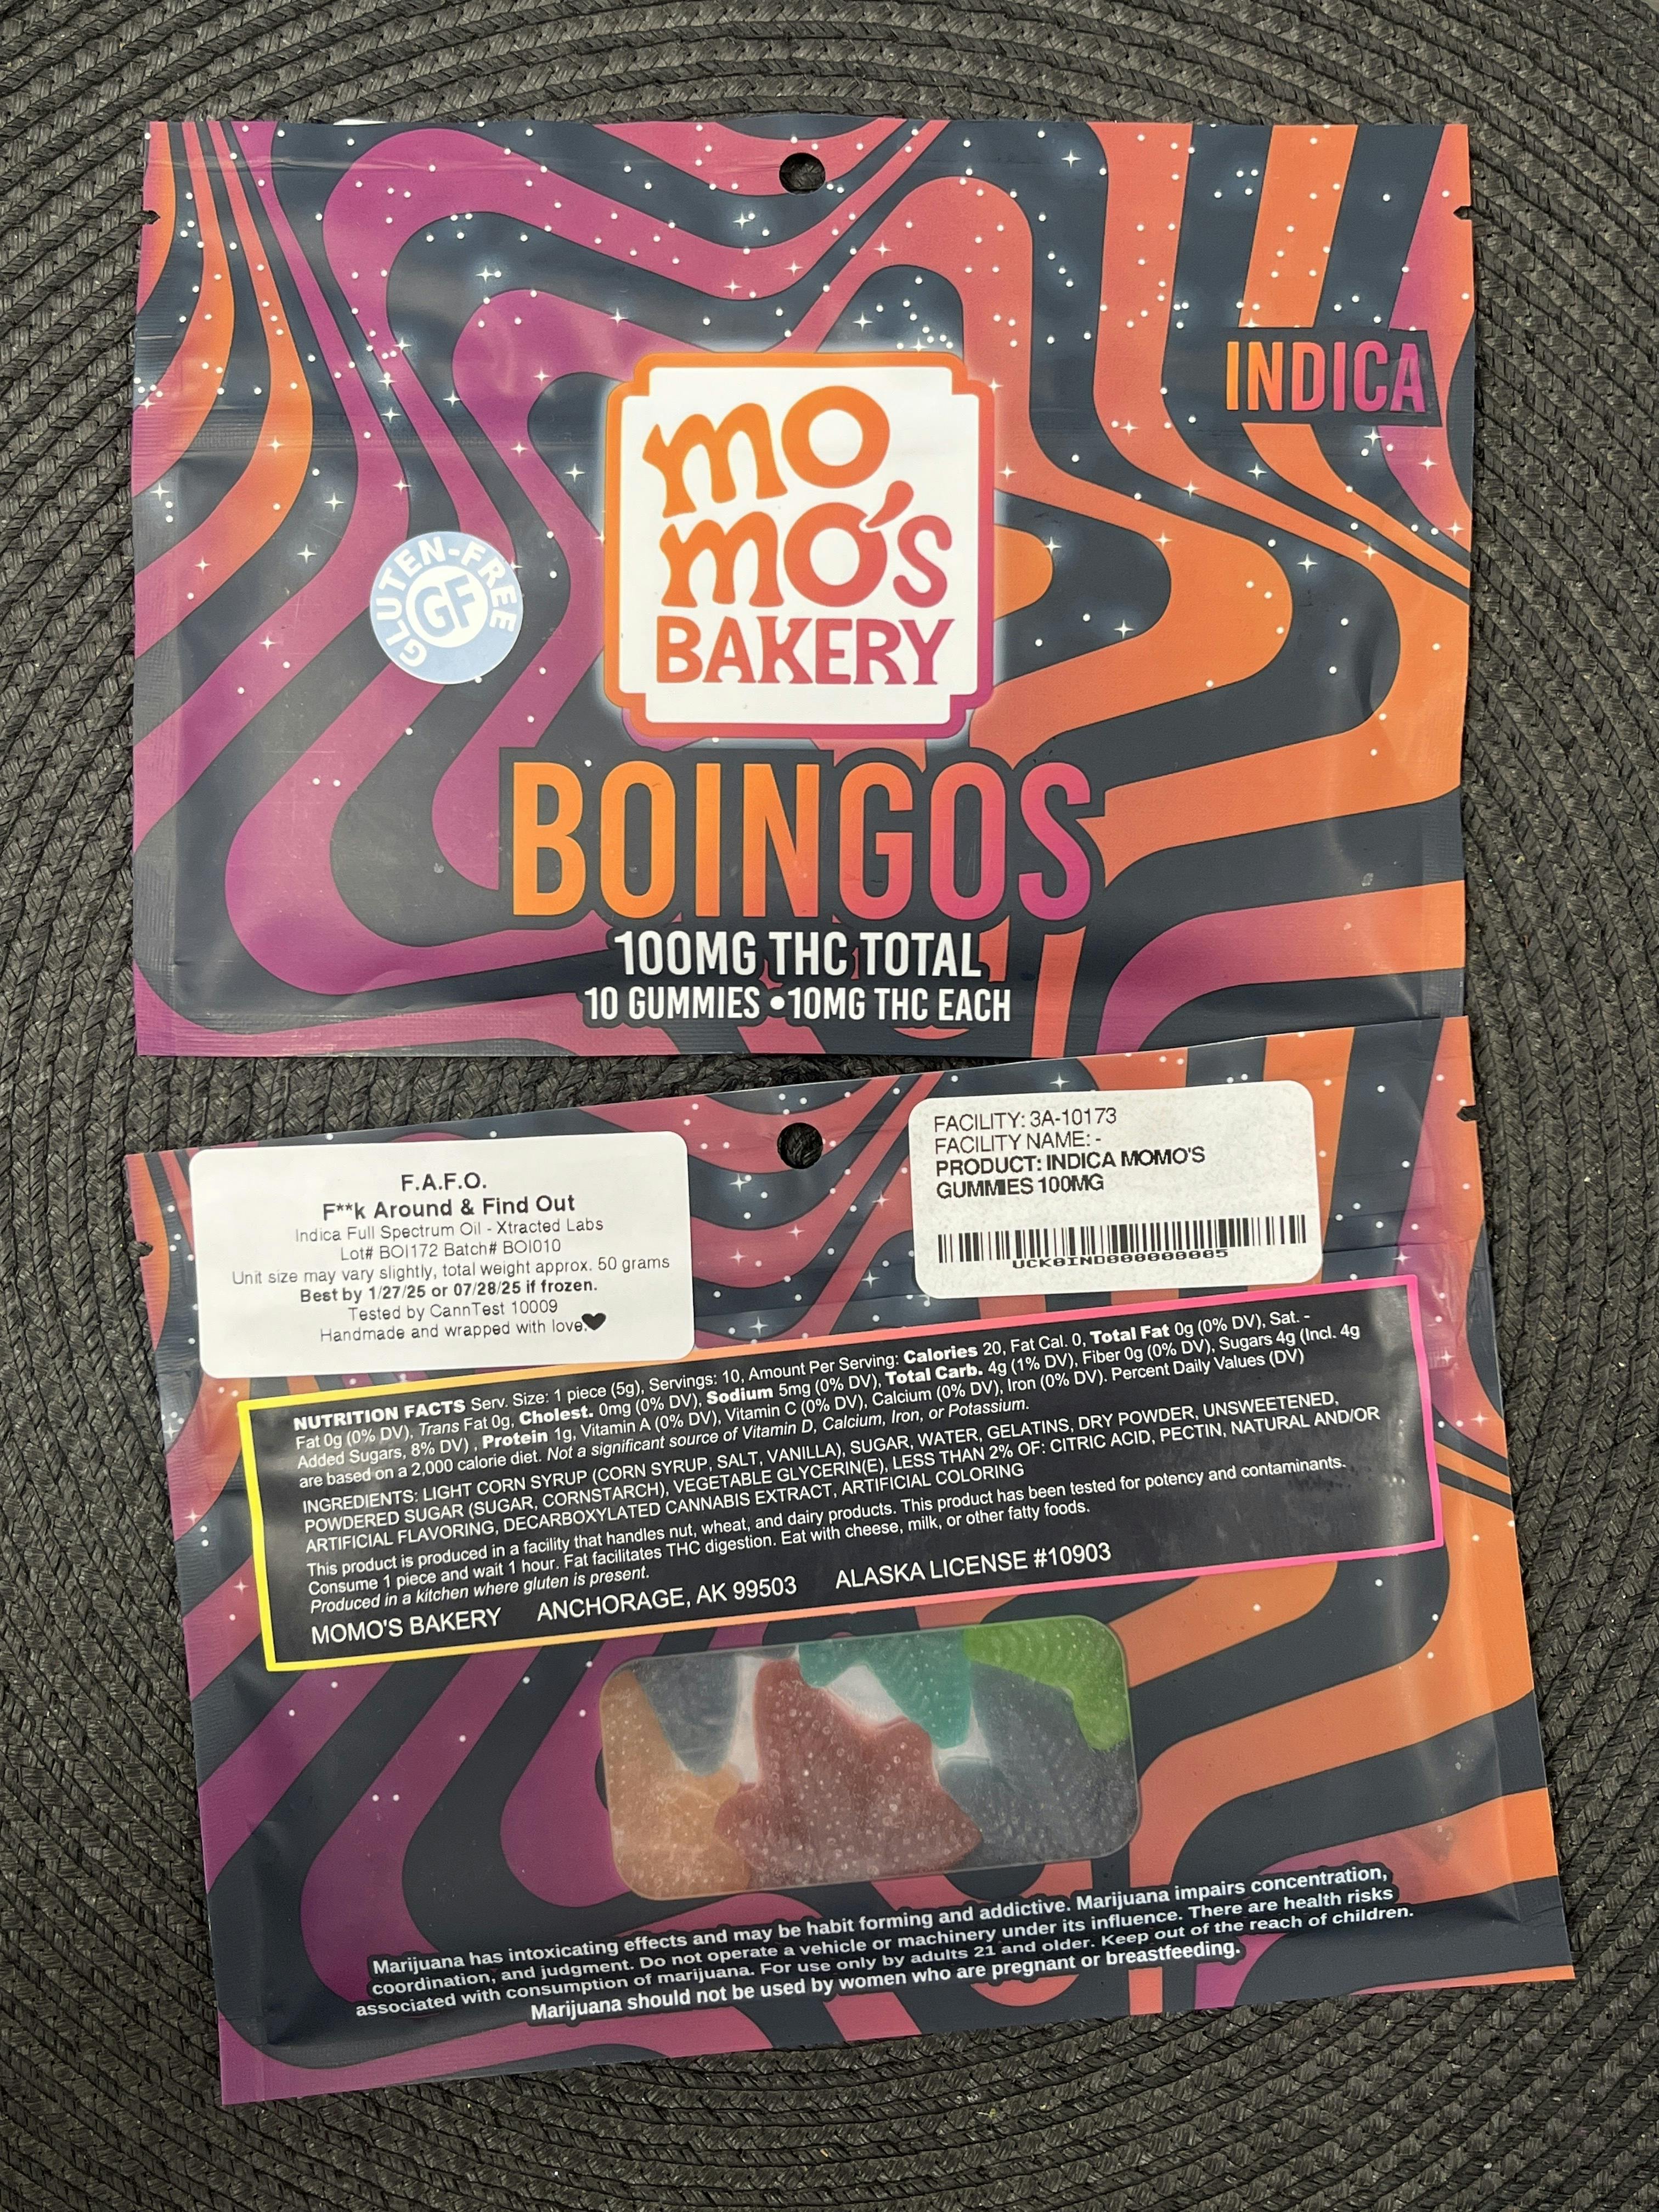 INDICA
GLUTEN-FREE
GF
mo
mo's
BAKERY
BOINGOS
100MG THC TOTAL
10 GUMMIES • 10MG THC EACH
F.A.F.O.
F**k Around & Find Out
Indica Full Spectrum Oil - Xtracted Labs
Lot# BOI172 Batch# BOI010
Unit size may vary slightly, total weight approx. 50 grams
Best by 1/27/25 or 07/28/25 if frozen.
Tested by CannTest 10009
Handmade and wrapped with love.
FACILITY: 3A-10173
FACILITY NAME: -
PRODUCT: INDICA MOMO'S
GUMMIES 100MG
UCK0IND000000005
NUTRITION FACTS Serv. Size: 1 piece (5g), Servings: 10, Amount Per Serving: Calories 20, Fat Cal. 0, Total Fat 0g (0% DV), Sat. -
Fat 0g (0% DV), Trans Fat 0g, Cholest. 0mg (0% DV), Sodium 5mg (0% DV), Total Carb. 4g (1% DV), Fiber 0g (0% DV), Sugars 4g (Incl. 4g
Added Sugars, 8% DV) , Protein 1g, Vitamin A (0% DV), Vitamin C (0% DV), Calcium (0% DV), Iron (0% DV). Percent Daily Values (DV)
are based on a 2,000 calorie diet. Not a significant source of Vitamin D, Calcium, Iron, or Potassium.
INGREDIENTS: LIGHT CORN SYRUP (CORN SYRUP, SALT, VANILLA), SUGAR, WATER, GELATINS, DRY POWDER, UNSWEETENED,
POWDERED SUGAR (SUGAR, CORNSTARCH), VEGETABLE GLYCERIN(E), LESS THAN 2% OF: CITRIC ACID, PECTIN, NATURAL AND/OR
ARTIFICIAL FLAVORING, DECARBOXYLATED CANNABIS EXTRACT, ARTIFICIAL COLORING
This product is produced in a facility that handles nut, wheat, and dairy products. This product has been tested for potency and contaminants.
Consume 1 piece and wait 1 hour. Fat facilitates THC digestion. Eat with cheese, milk, or other fatty foods.
Produced in a kitchen where gluten is present.
MOMO'S BAKERY ANCHORAGE, AK 99503 ALASKA LICENSE #10903
Marijuana has intoxicating effects and may be habit forming and addictive. Marijuana impairs concentration,
coordination, and judgment. Do not operate a vehicle or machinery under its influence. There are health risks
associated with consumption of marijuana. For use only by adults 21 and older. Keep out of the reach of children.
Marijuana should not be used by women who are pregnant or breastfeeding.